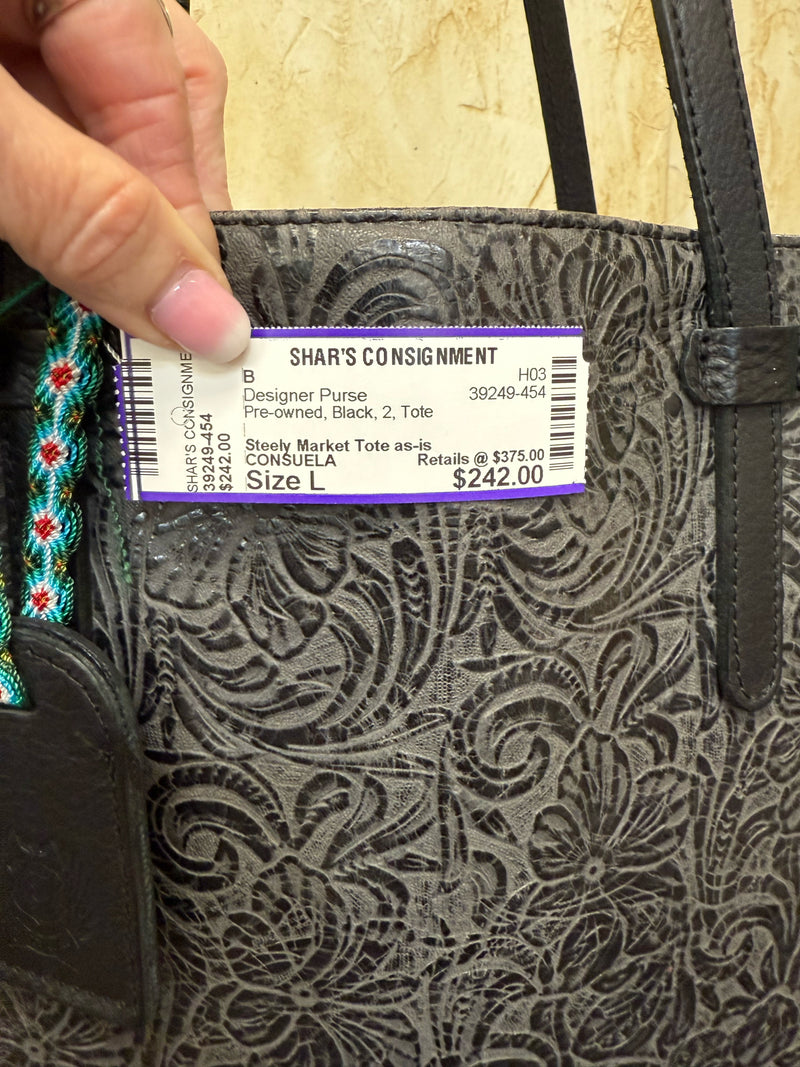 SHAR'S CONSIGNMENT
B
H03
Designer Purse
39249-454
Pre-owned, Black, 2, Tote
Steely Market Tote as-is
CONSUELA
Retails @ $375.00
Size L
$242.00
SHAR'S CONSIGNME
39249-454
$242.00